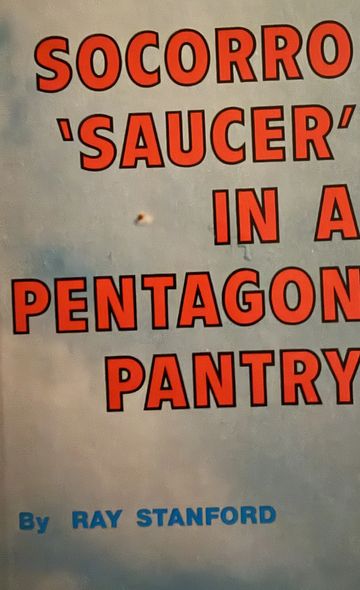 SOCORRO
'SAUCER'
IN A
PENTAGON
PANTRY
By RAY STANFORD